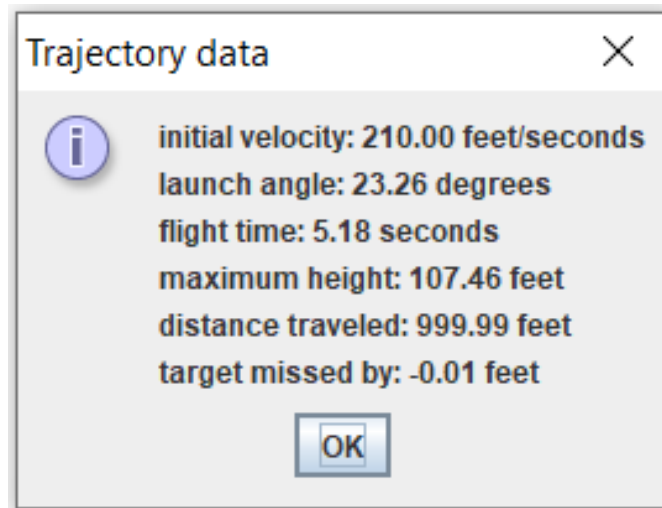 Trajectory data
initial velocity: 210.00 feet/seconds
launch angle: 23.26 degrees
flight time: 5.18 seconds
maximum height: 107.46 feet
distance traveled: 999.99 feet
target missed by: -0.01 feet
OK